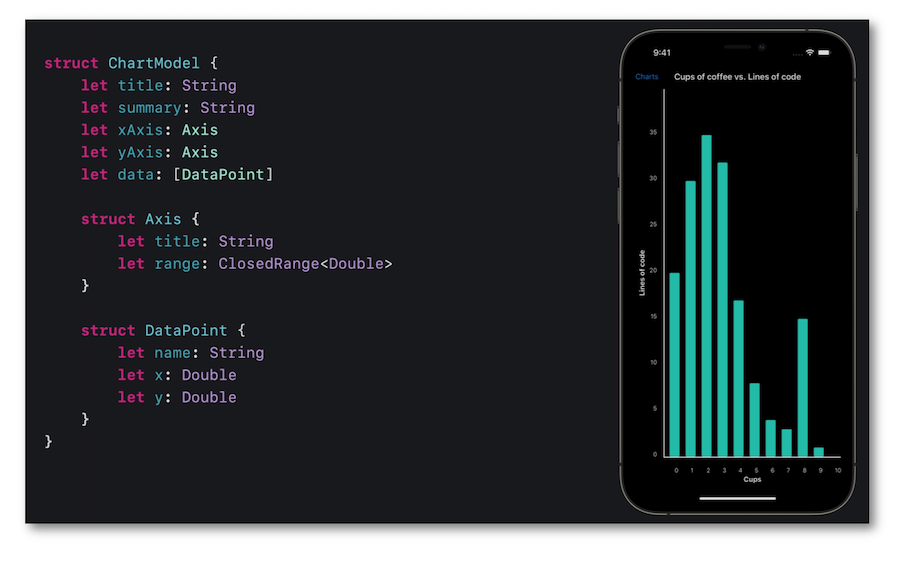 struct ChartModel {
    let title: String
    let summary: String
    let xAxis: Axis
    let yAxis: Axis
    let data: [DataPoint]
    struct Axis {
        let title: String
        let range: ClosedRange<Double>
    }
    struct DataPoint {
        let name: String
        let x: Double
        let y: Double
    }
}
9:41
Charts Cups of coffee vs. Lines of code
35
30
25
20
15
10
5
0
Lines of code
0 1 2 3 4 5 6 7 8 9 10
Cups